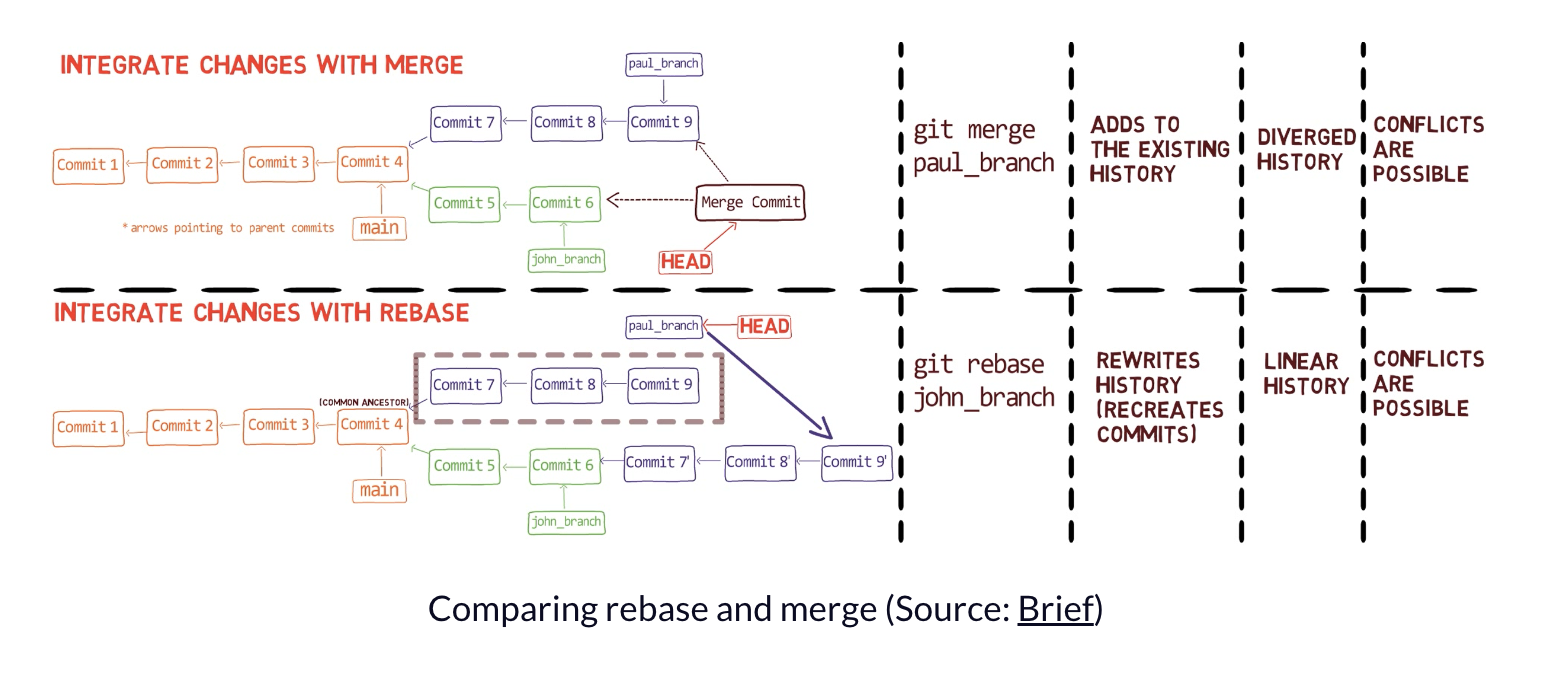 INTEGRATE CHANGES WITH MERGE
paul_branch
Commit 7
Commit 8
Commit 9
Commit 1
Commit 2
Commit 3
Commit 4
Commit 5
Commit 6
Merge Commit
* arrows pointing to parent commits
main
john_branch
HEAD
git merge
paul_branch
ADDS TO
THE EXISTING
HISTORY
DIVERGED
HISTORY
CONFLICTS
ARE
POSSIBLE
INTEGRATE CHANGES WITH REBASE
paul_branch
HEAD
Commit 7
Commit 8
Commit 9
(COMMON ANCESTOR)
Commit 1
Commit 2
Commit 3
Commit 4
Commit 5
Commit 6
Commit 7'
Commit 8'
Commit 9'
main
john_branch
git rebase
john_branch
REWRITES
HISTORY
(RECREATES
COMMITS)
LINEAR
HISTORY
CONFLICTS
ARE
POSSIBLE
Comparing rebase and merge (Source: Brief)